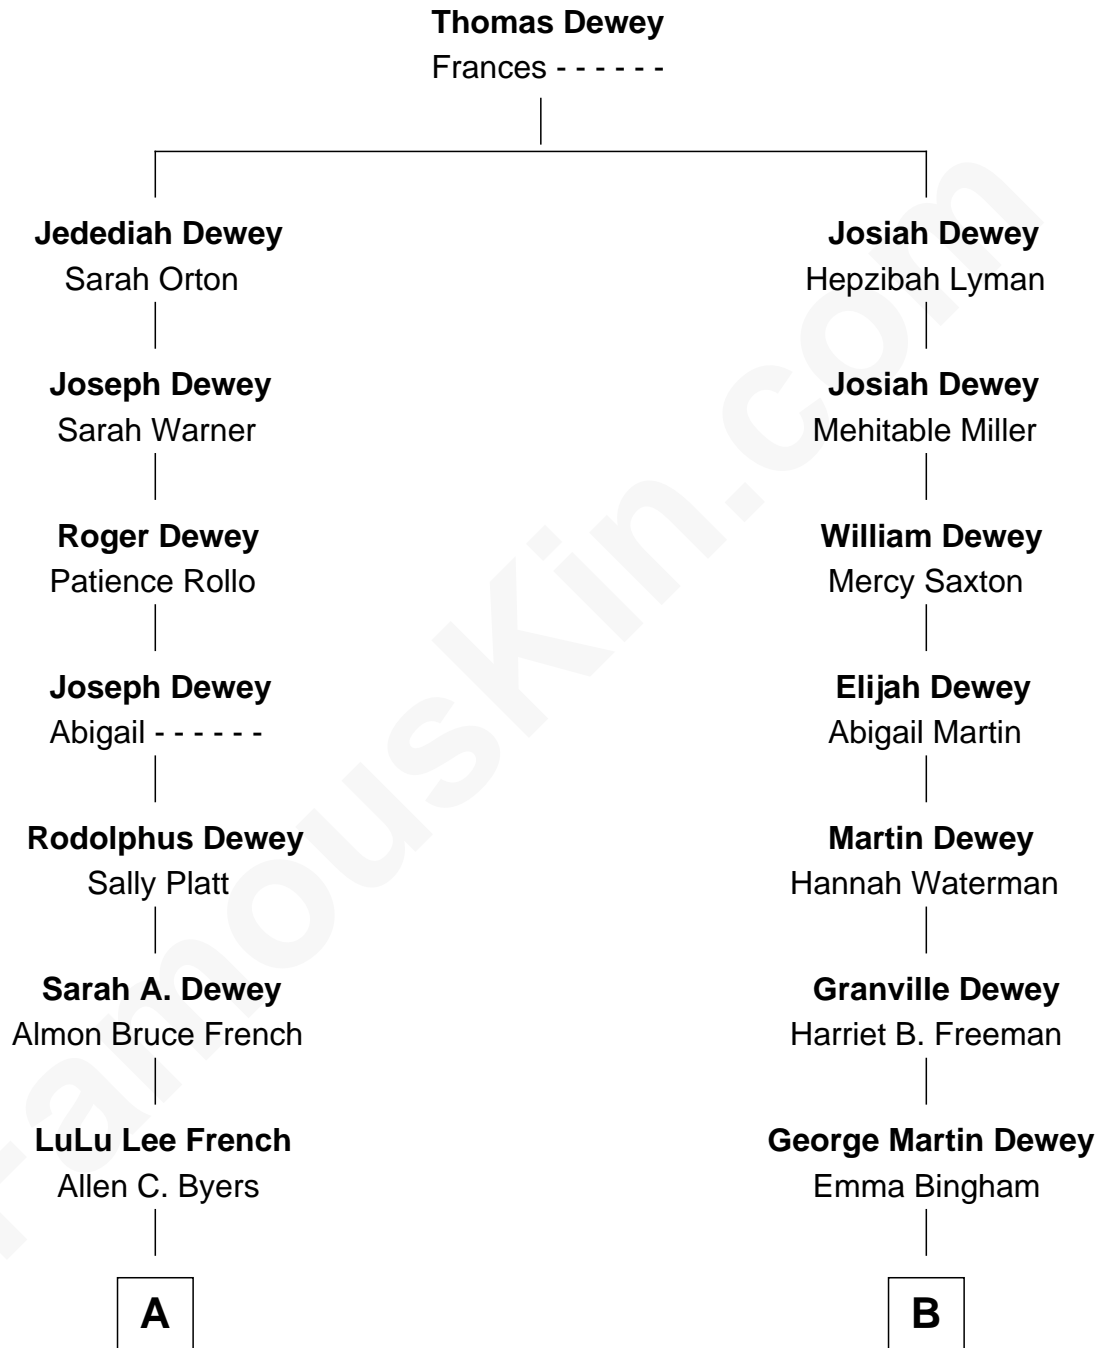 Thomas Dewey
Frances - - - - - -
Jedediah Dewey
Sarah Orton
Josiah Dewey
Hepzibah Lyman
Joseph Dewey
Sarah Warner
Josiah Dewey
Mehitable Miller
Roger Dewey
Patience Rollo
William Dewey
Mercy Saxton
Joseph Dewey
Abigail - - - - - -
Elijah Dewey
Abigail Martin
Rodolphus Dewey
Sally Platt
Martin Dewey
Hannah Waterman
Sarah A. Dewey
Almon Bruce French
Granville Dewey
Harriet B. Freeman
LuLu Lee French
Allen C. Byers
George Martin Dewey
Emma Bingham
A
B
FamousKin.com